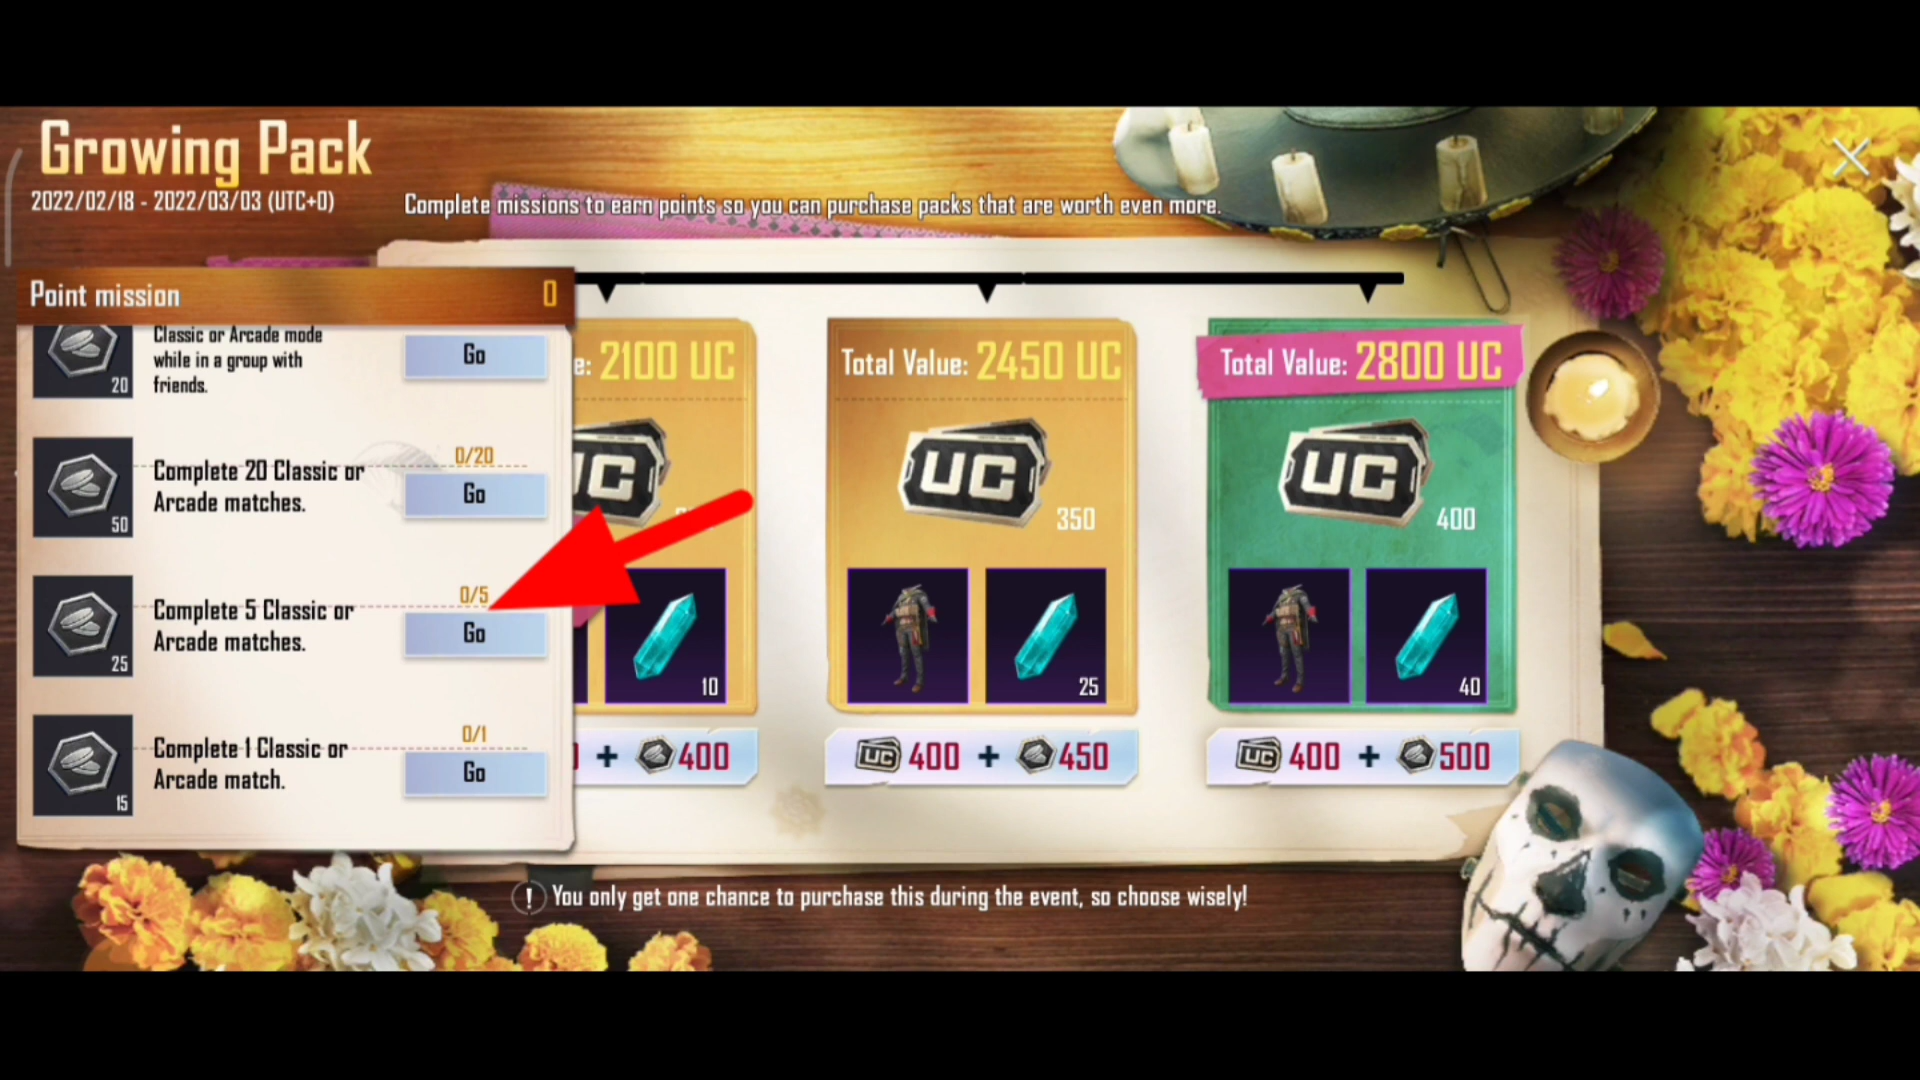 Growing Pack
2022/02/18 - 2022/03/03 (UTC+0)
Complete missions to earn points so you can purchase packs that are worth even more.
Point mission
0
Classic or Arcade mode
while in a group with
friends.
20
Go
Complete 20 Classic or
Arcade matches.
50
0/20
Go
Complete 5 Classic or
Arcade matches.
25
0/5
Go
Complete 1 Classic or
Arcade match.
15
0/1
Go
2100 UC
UC
10
+ 400
Total Value: 2450 UC
UC
350
25
UC 400 + 450
Total Value: 2800 UC
UC
400
40
UC 400 + 500
! You only get one chance to purchase this during the event, so choose wisely!